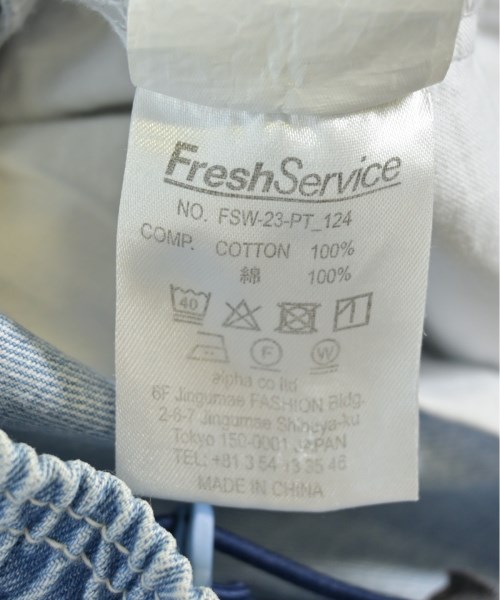 FreshService
NO. FSW-23-PT_124
COMP. COTTON 100%
綿 100%
40
F W
alpha co ltd
6F Jingumae FASHION Bldg-
2-6-7 Jingumae Shibuya-ku
Tokyo 150-0001 JAPAN
TEL: +81 3 54 13 35 46
MADE IN CHINA